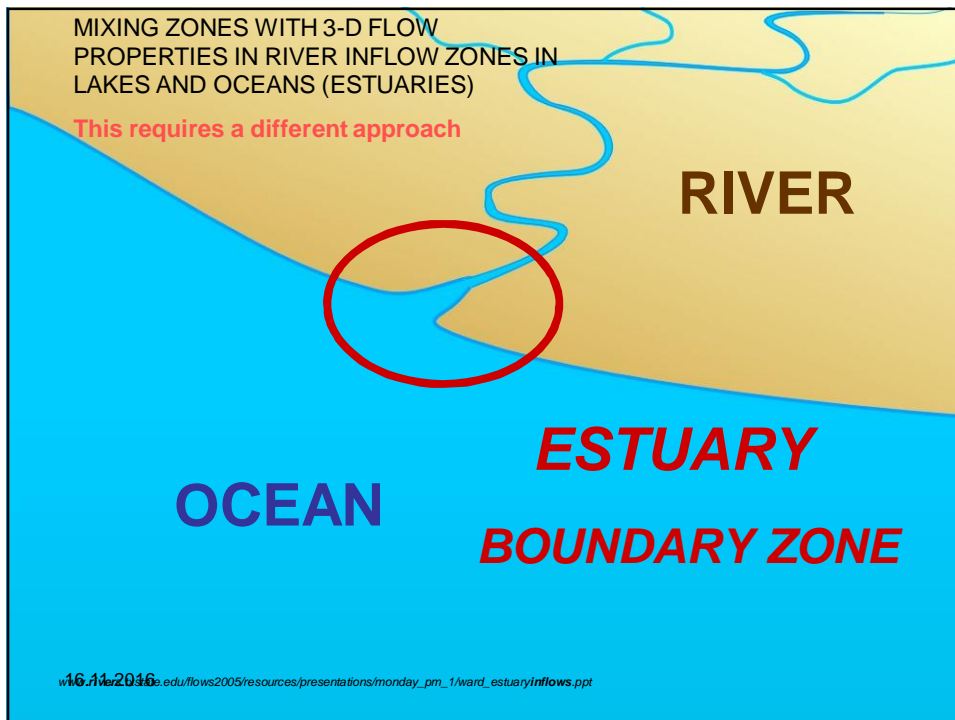 MIXING ZONES WITH 3-D FLOW
PROPERTIES IN RIVER INFLOW ZONES IN
LAKES AND OCEANS (ESTUARIES)
This requires a different approach
RIVER
ESTUARY
OCEAN
BOUNDARY ZONE
16.11.2016
.edu/flows2005/resources/presentations/monday_pm_1/ward_estuaryinflows.ppt